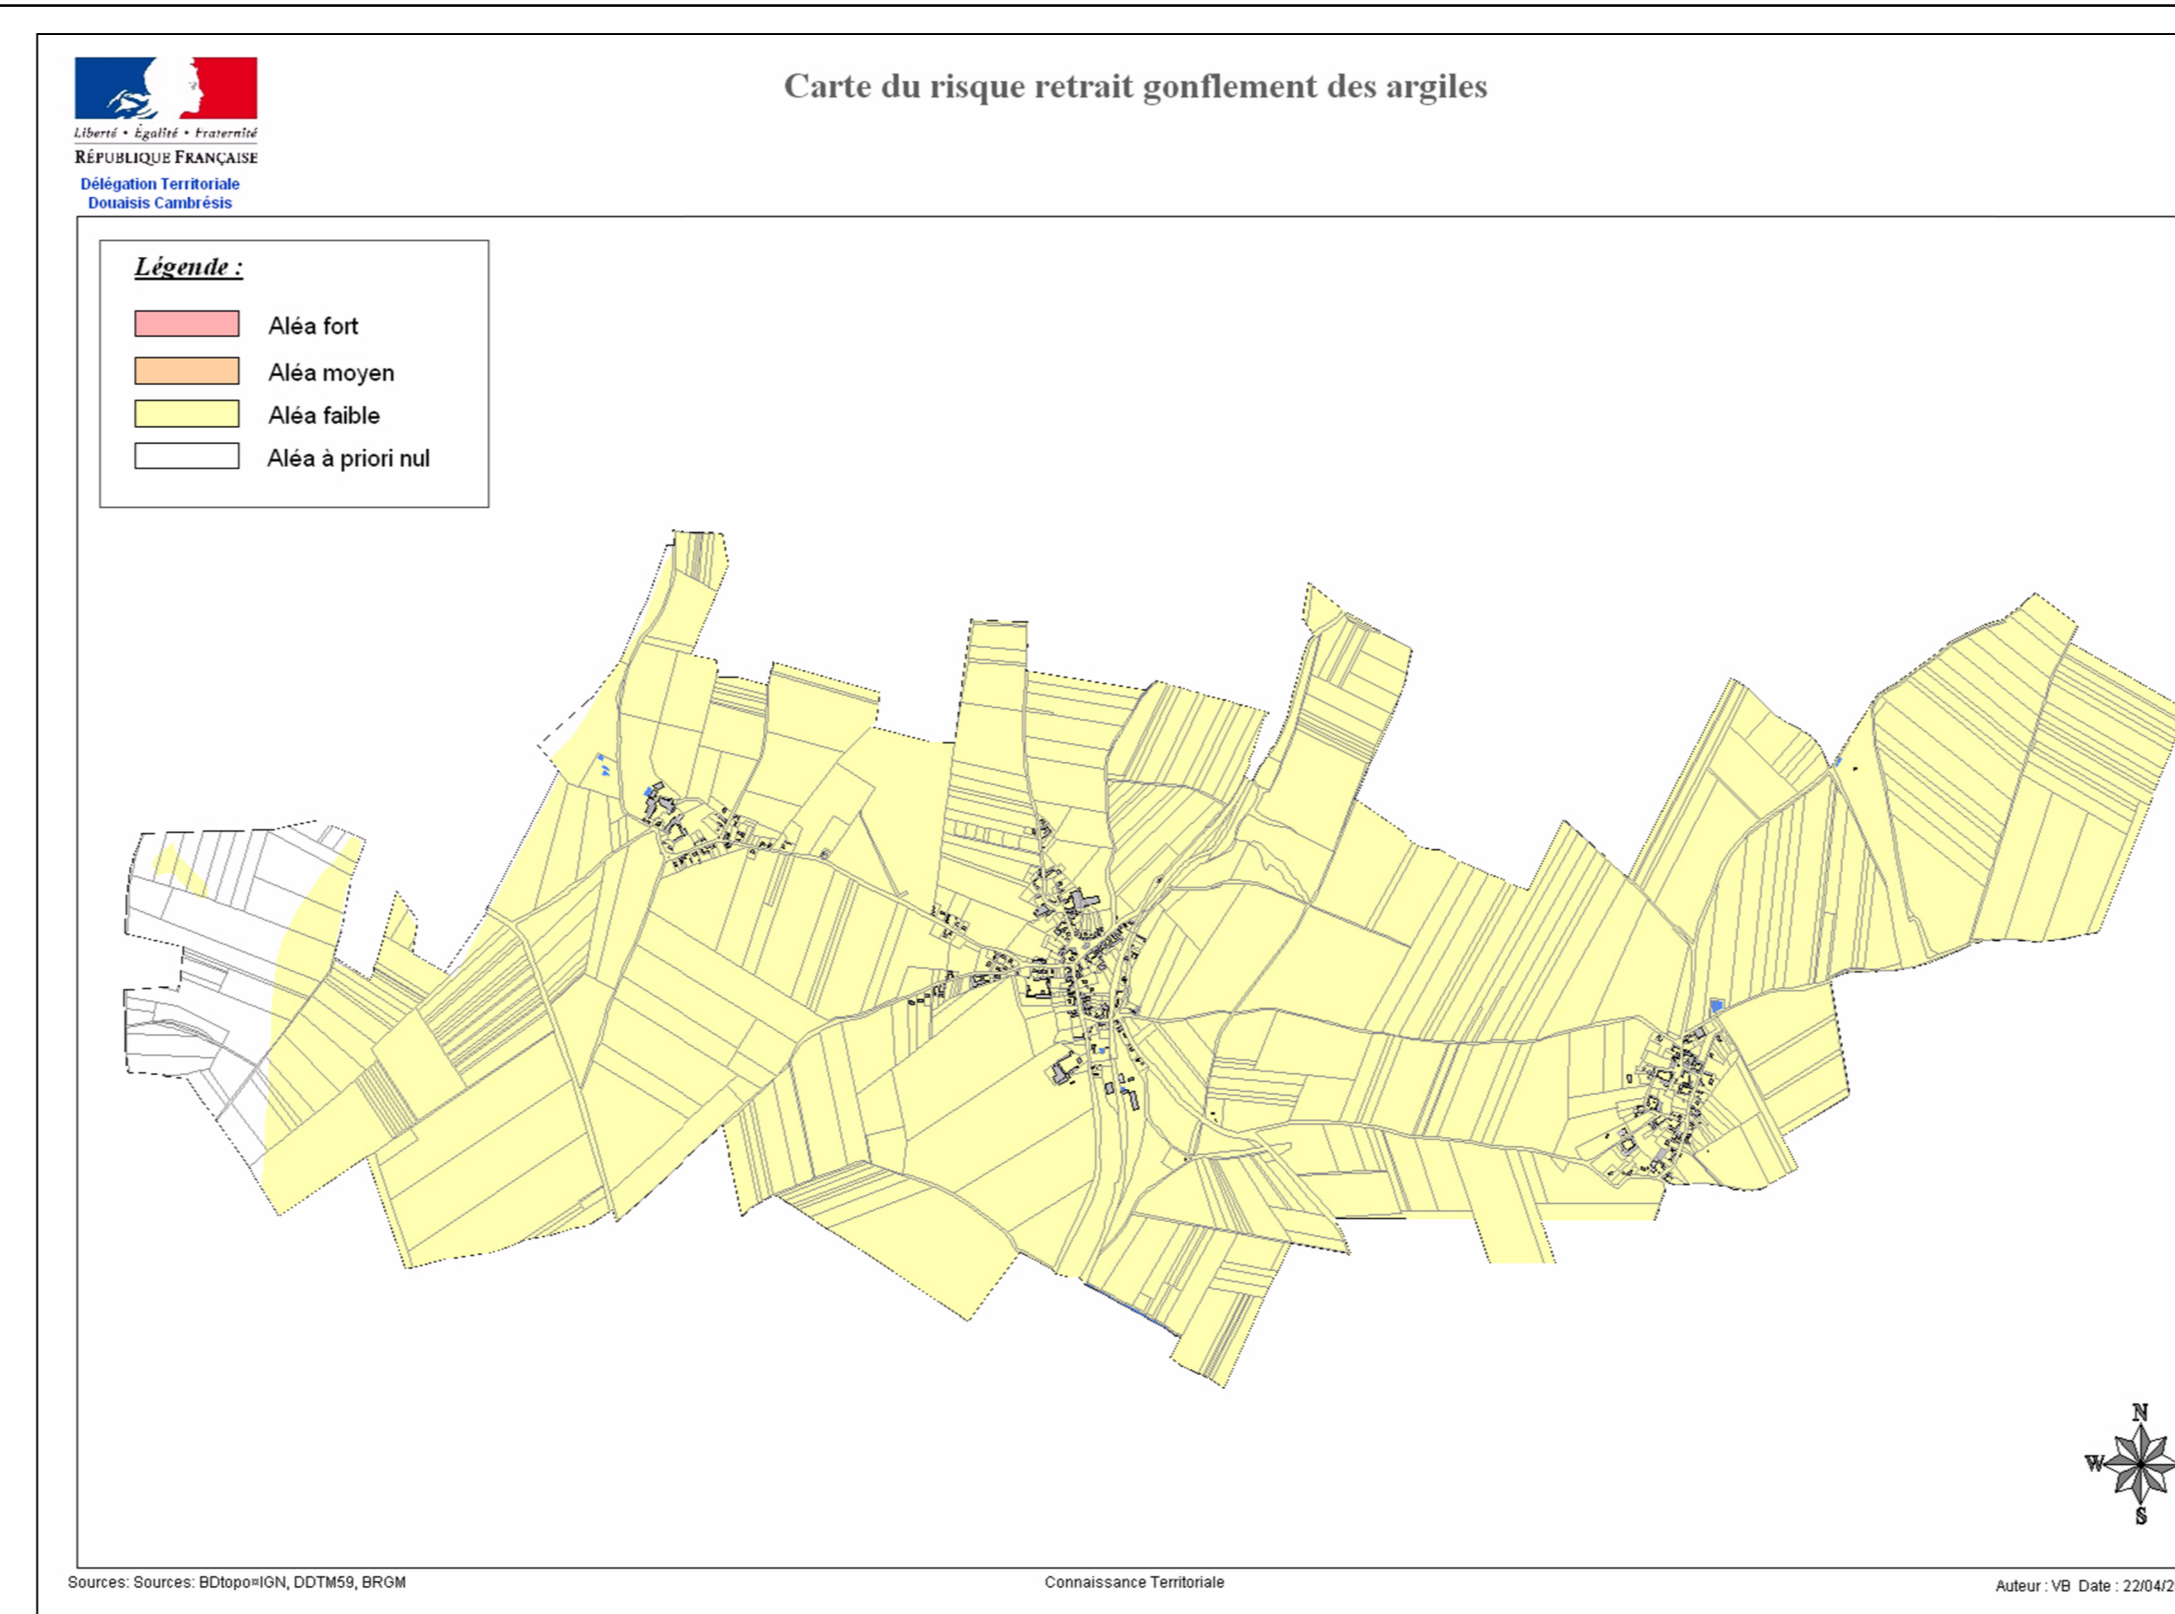 Carte du risque retrait gonflement des argiles
Liberté • Égalité • Fraternité
RÉPUBLIQUE FRANÇAISE
Délégation Territoriale
Douaisis Cambrésis
Légende :
Aléa fort
Aléa moyen
Aléa faible
Aléa à priori nul
N
W
S
Sources: Sources: BDtopo¤IGN, DDTM59, BRGM
Connaissance Territoriale
Auteur : VB Date : 22/04/2